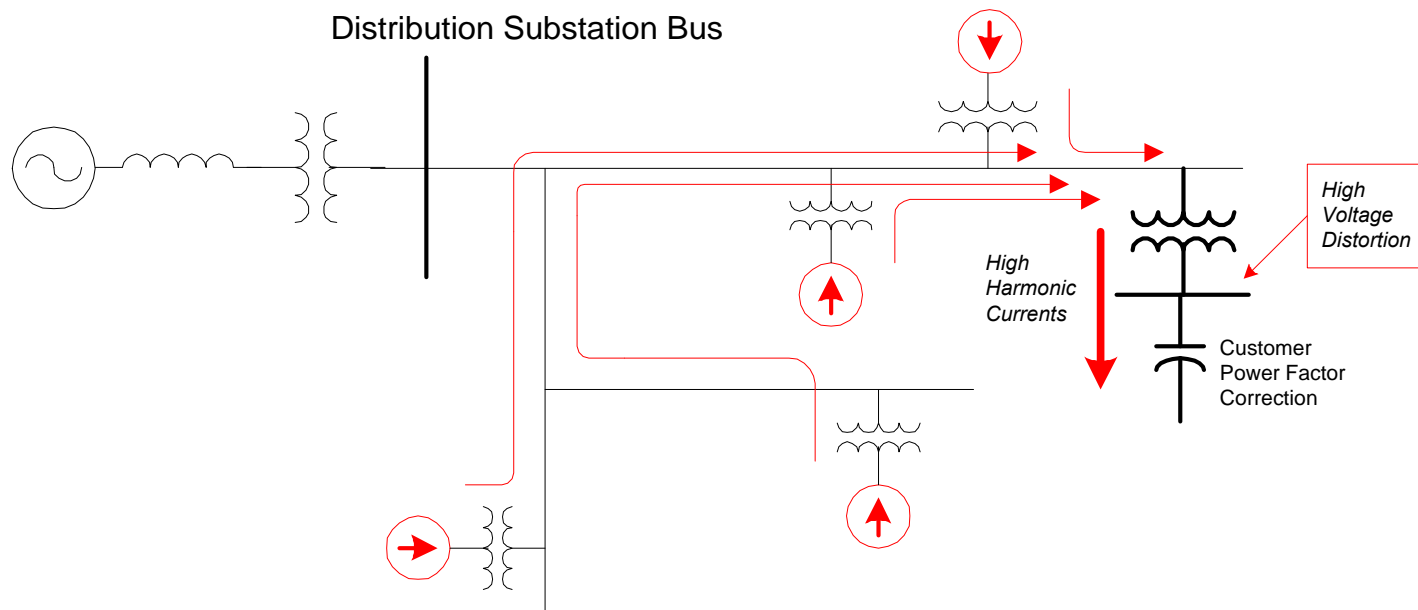 Distribution Substation Bus
High
Voltage
Distortion
High
Harmonic
Currents
Customer
Power Factor
Correction